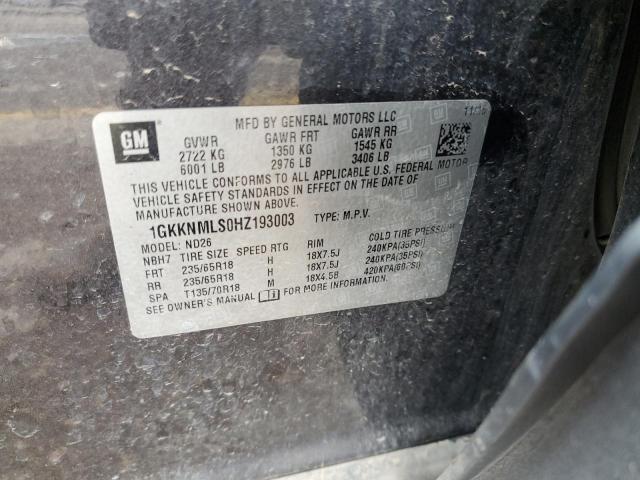 MFD BY GENERAL MOTORS LLC 11/16
GM
GVWR GAWR FRT GAWR RR
2722 KG 1350 KG 1545 KG
6001 LB 2976 LB 3406 LB
THIS VEHICLE CONFORMS TO ALL APPLICABLE U.S. FEDERAL MOTOR
VEHICLE SAFETY STANDARDS IN EFFECT ON THE DATE OF
MANUFACTURE SHOWN ABOVE.
1GKKNMLS0HZ193003 TYPE: M.P.V.
MODEL: ND26
NBH7 TIRE SIZE SPEED RTG RIM COLD TIRE PRESSURE
FRT 235/65R18 H 18X7.5J 240KPA(35PSI)
RR 235/65R18 H 18X7.5J 240KPA(35PSI)
SPA T135/70R18 M 18X4.5B 420KPA(60PSI)
SEE OWNER'S MANUAL FOR MORE INFORMATION.